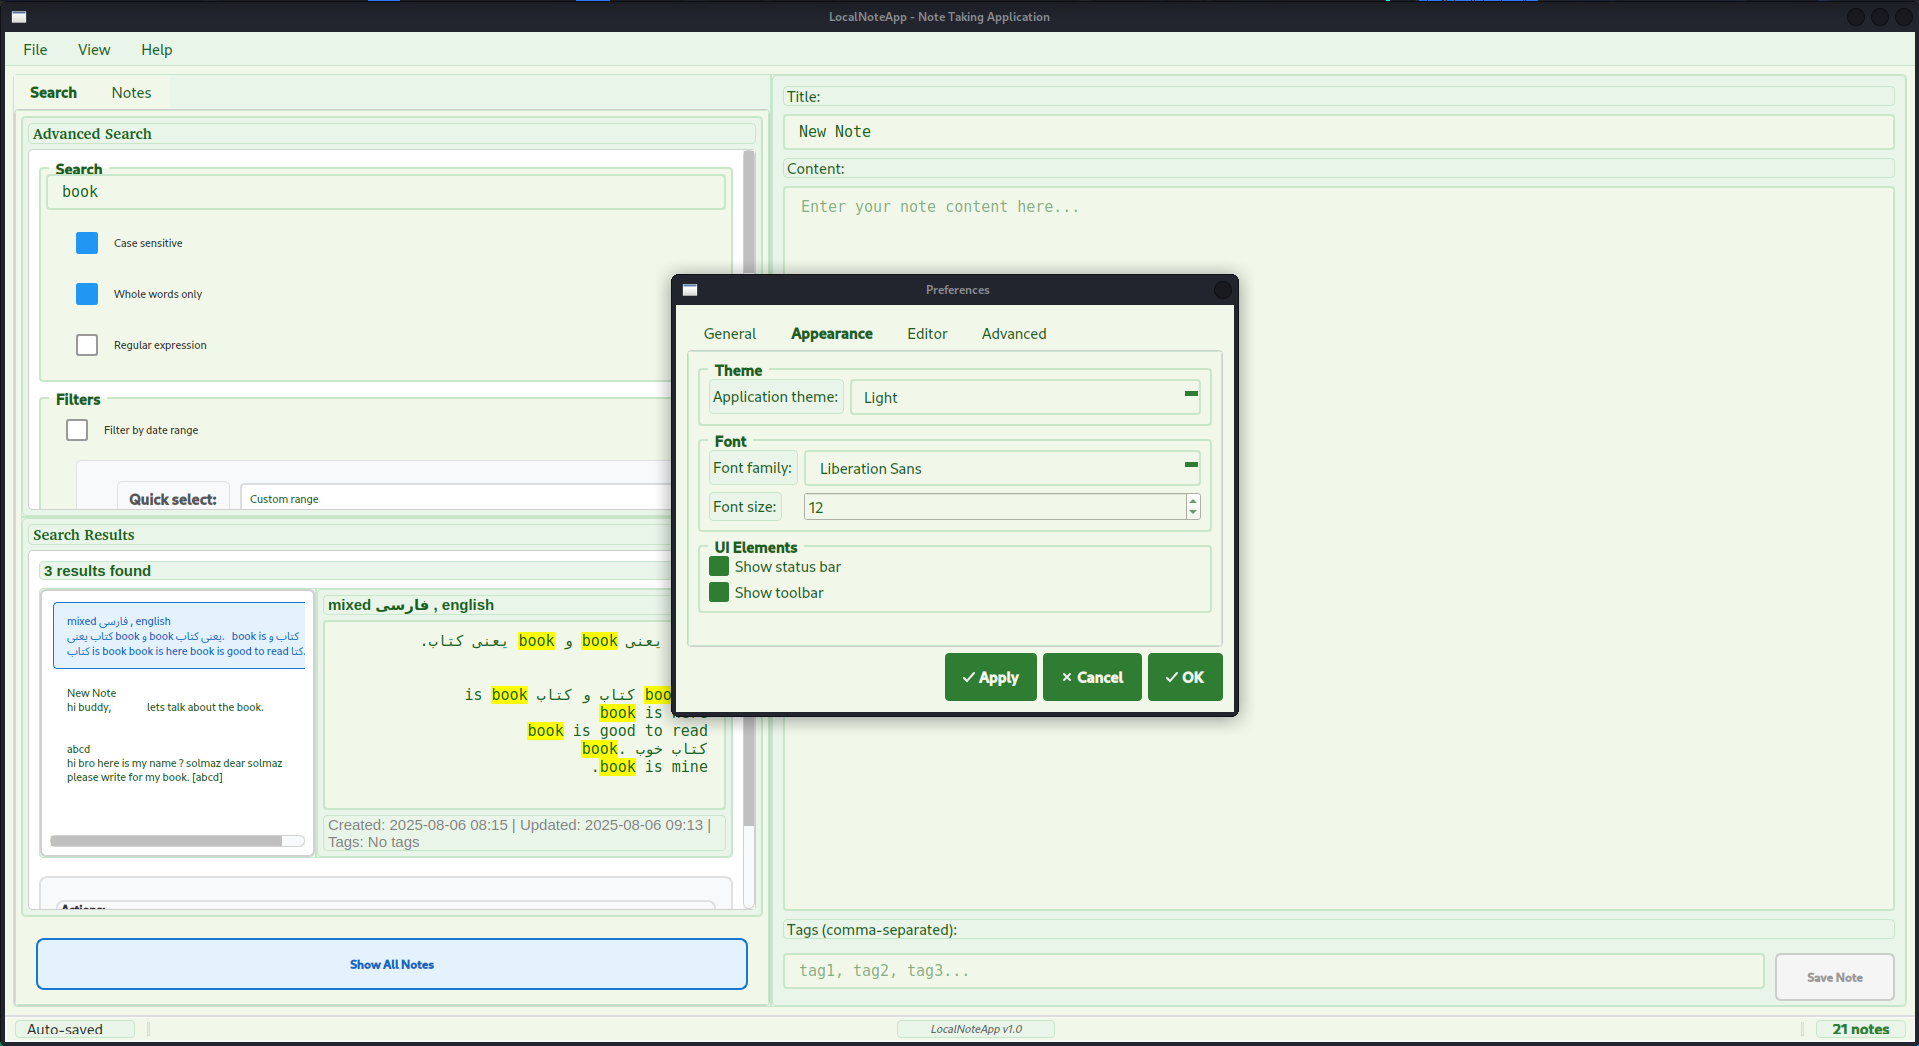 LocalNoteApp - Note Taking Application
File View Help
Search Notes
Advanced Search
Search
book
Case sensitive
Whole words only
Regular expression
Filters
Filter by date range
Quick select: Custom range
Search Results
3 results found
mixed فارسی , english
کتاب یعنی book و book یعنی کتاب. book is کتاب و
کتاب is book book is here book is good to read کتا.
New Note
hi buddy, lets talk about the book.
abcd
hi bro here is my name ? solmaz dear solmaz
please write for my book. [abcd]
mixed فارسی , english
یعنی book و book یعنی کتاب.
is book کتاب و کتاب
book is
book is good to read
کتاب خوب .book
.book is mine
Created: 2025-08-06 08:15 | Updated: 2025-08-06 09:13 |
Tags: No tags
Actions:
Show All Notes
Title:
New Note
Content:
Enter your note content here...
Tags (comma-separated):
tag1, tag2, tag3...
Save Note
Preferences
General Appearance Editor Advanced
Theme
Application theme: Light
Font
Font family: Liberation Sans
Font size: 12
UI Elements
Show status bar
Show toolbar
Apply Cancel OK
Auto-saved
LocalNoteApp v1.0
21 notes